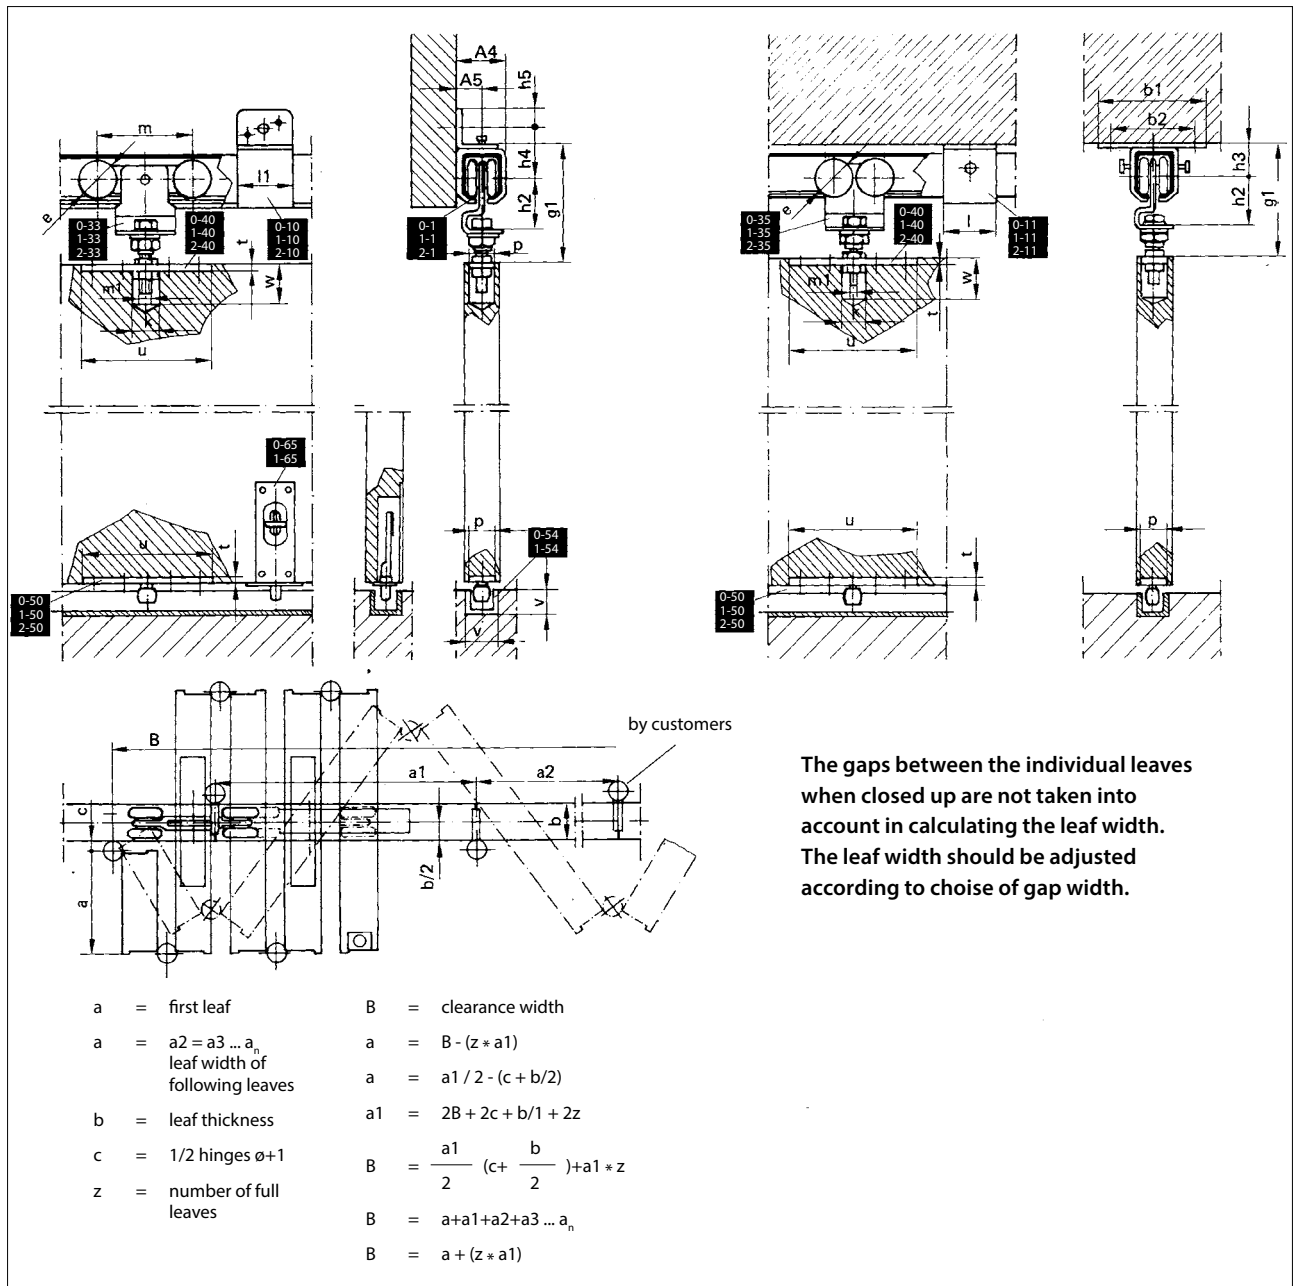 A4
A5
h5
h4
h2
g1
p
m
l1
e
0-33
1-33
2-33
0-40
1-40
2-40
0-10
1-10
2-10
0-1
1-1
2-1
t
w
m1
k
u
b1
b2
h3
h2
g1
e
0-35
1-35
2-35
0-40
1-40
2-40
l
0-11
1-11
2-11
m1
w
t
k
u
0-65
1-65
u
t
0-50
1-50
2-50
p
0-54
1-54
v
v
u
t
0-50
1-50
2-50
p
by customers
B
a1
a2
c
b
b/2
a
The gaps between the individual leaves
when closed up are not taken into
account in calculating the leaf width.
The leaf width should be adjusted
according to choise of gap width.
a = first leaf
a = a2 = a3 ... an
leaf width of
following leaves
b = leaf thickness
c = 1/2 hinges ø+1
z = number of full
leaves
B = clearance width
a = B - (z * a1)
a = a1 / 2 - (c + b/2)
a1 = 2B + 2c + b/1 + 2z
a1 b
B = (c+ )+a1 * z
2 2
B = a+a1+a2+a3 ... an
B = a + (z * a1)